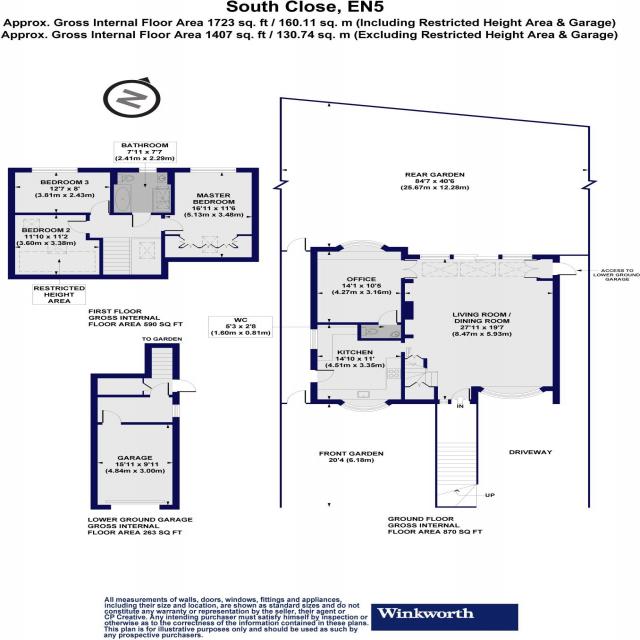 South Close, EN5
Approx. Gross Internal Floor Area 1723 sq. ft / 160.11 sq. m (Including Restricted Height Area & Garage)
Approx. Gross Internal Floor Area 1407 sq. ft / 130.74 sq. m (Excluding Restricted Height Area & Garage)
N
BATHROOM
7'11 x 7'7
(2.41m x 2.29m)
BEDROOM 3
12'7 x 8'
(3.81m x 2.43m)
MASTER
BEDROOM
16'11 x 11'6
(5.13m x 3.48m)
BEDROOM 2
11'10 x 11'2
(3.60m x 3.38m)
RESTRICTED
HEIGHT
AREA
FIRST FLOOR
GROSS INTERNAL
FLOOR AREA 590 SQ FT
REAR GARDEN
84'7 x 40'6
(25.67m x 12.28m)
OFFICE
14'1 x 10'5
(4.27m x 3.16m)
ACCESS TO
LOWER GROUND
GARAGE
LIVING ROOM /
DINING ROOM
27'11 x 19'7
(8.47m x 5.93m)
WC
5'3 x 2'8
(1.60m x 0.81m)
KITCHEN
14'10 x 11'
(4.51m x 3.35m)
IN
TO GARDEN
GARAGE
15'11 x 9'11
(4.84m x 3.00m)
LOWER GROUND GARAGE
GROSS INTERNAL
FLOOR AREA 263 SQ FT
FRONT GARDEN
20'4 (6.18m)
DRIVEWAY
UP
GROUND FLOOR
GROSS INTERNAL
FLOOR AREA 870 SQ FT
All measurements of walls, doors, windows, fittings and appliances,
including their size and location, are shown as standard sizes and do not
constitute any warranty or representation by the seller, their agent or
CP Creative. Any intending purchaser must satisfy himself by inspection or
otherwise as to the correctness of the information contained in these plans.
This plan is for illustrative purposes only and should be used as such by
any prospective purchasers.
Winkworth